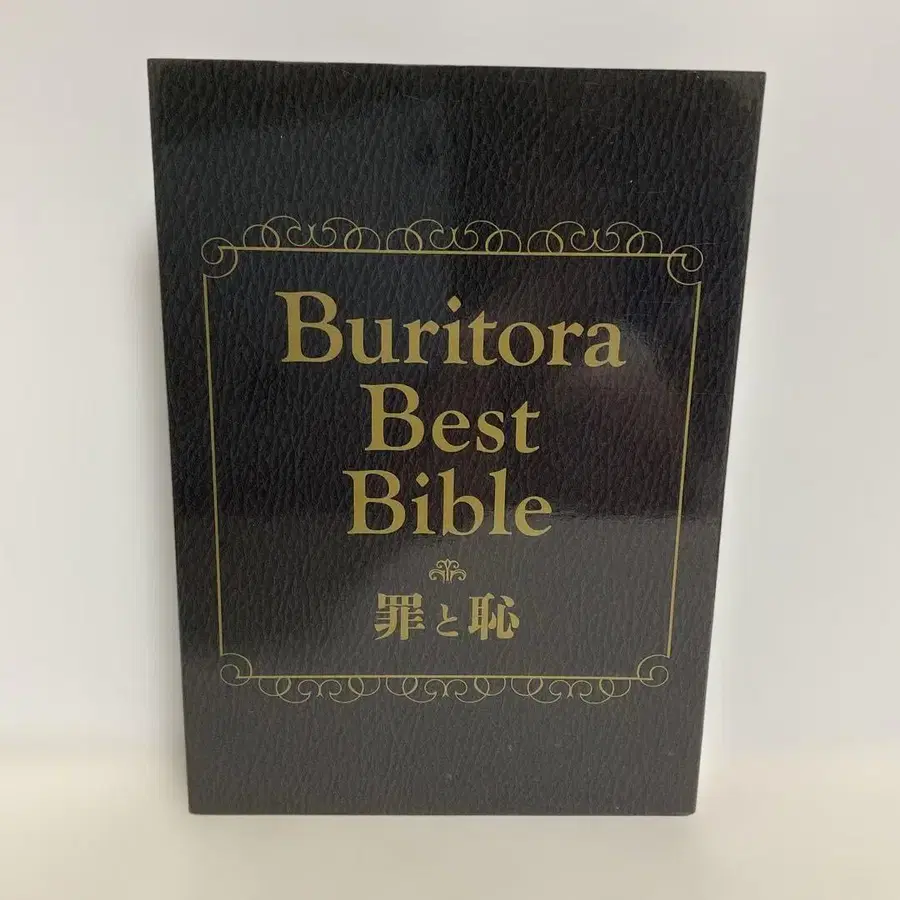 Buritora
Best
Bible
罪と恥